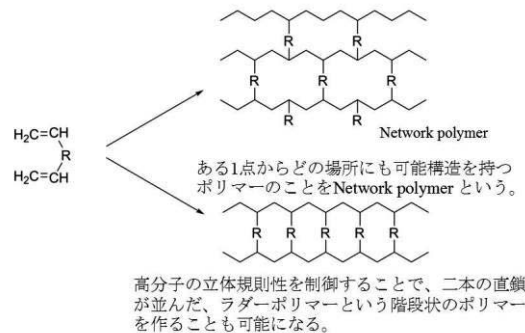 R R
R R R
R R
Network polymer
H₂C=CH
R
H₂C=CH
ある1点からどの場所にも可能構造を持つ
ポリマーのことをNetwork polymer という。
R R R R R
高分子の立体規則性を制御することで、二本の直鎖
が並んだ、ラダーポリマーという階段状のポリマー
を作ることも可能になる。